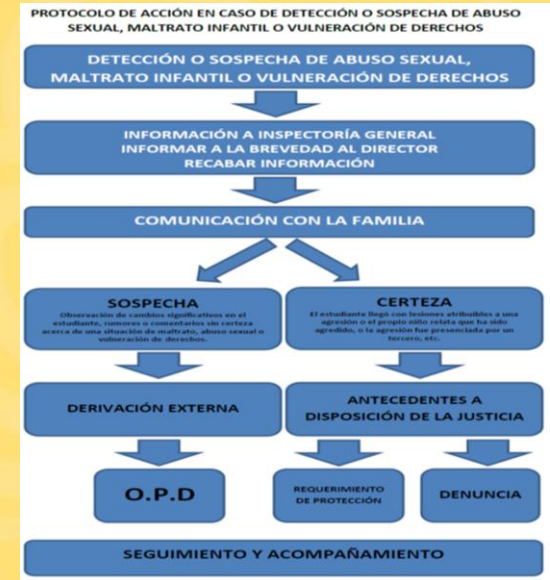 PROTOCOLO DE ACCIÓN EN CASO DE DETECCIÓN O SOSPECHA DE ABUSO
SEXUAL, MALTRATO INFANTIL O VULNERACIÓN DE DERECHOS
DETECCIÓN O SOSPECHA DE ABUSO SEXUAL,
MALTRATO INFANTIL O VULNERACIÓN DE DERECHOS
INFORMACIÓN A INSPECTORÍA GENERAL
INFORMAR A LA BREVEDAD AL DIRECTOR
RECABAR INFORMACIÓN
COMUNICACIÓN CON LA FAMILIA
SOSPECHA
Observación de cambios significativos en el
estudiante, rumores o comentarios sin certeza
acerca de una situación de maltrato, abuso sexual o
vulneración de derechos.
CERTEZA
El estudiante llegó con lesiones atribuibles a una
agresión o el propio niño relata que ha sido
agredido, o la agresión fue presenciada por un
tercero, etc.
DERIVACIÓN EXTERNA
ANTECEDENTES A
DISPOSICIÓN DE LA JUSTICIA
O.P.D
REQUERIMIENTO
DE PROTECCIÓN
DENUNCIA
SEGUIMIENTO Y ACOMPAÑAMIENTO